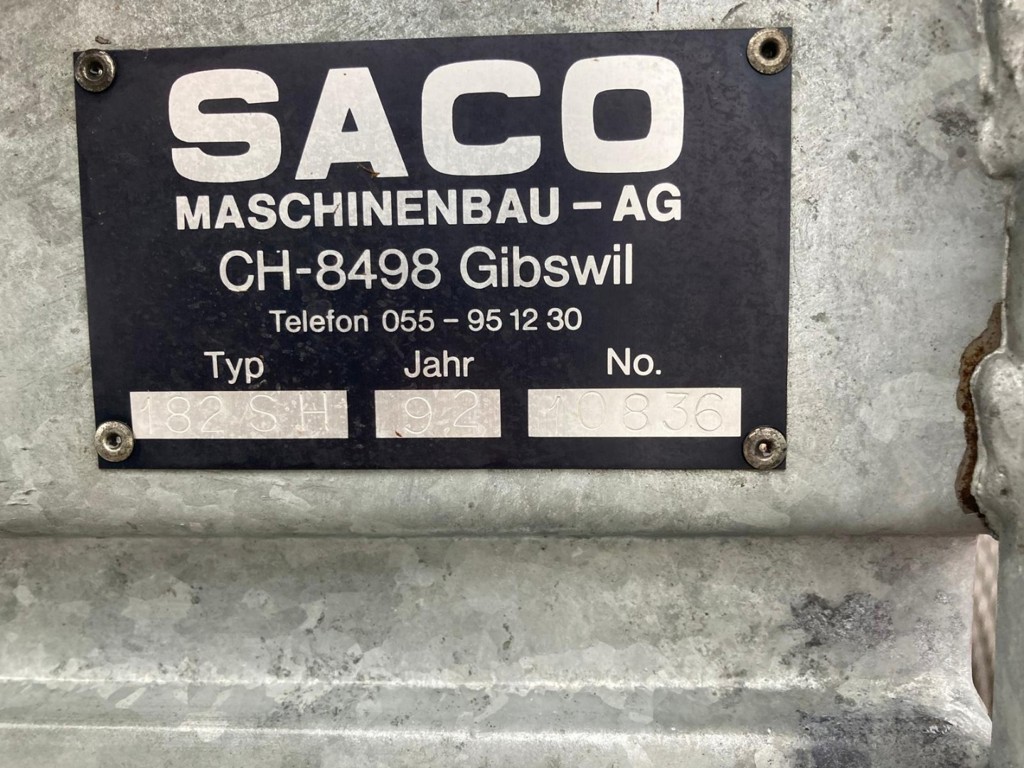 SACO
MASCHINENBAU – AG
CH-8498 Gibswil
Telefon 055 – 95 12 30
Typ Jahr No.
182 SH 92 10836